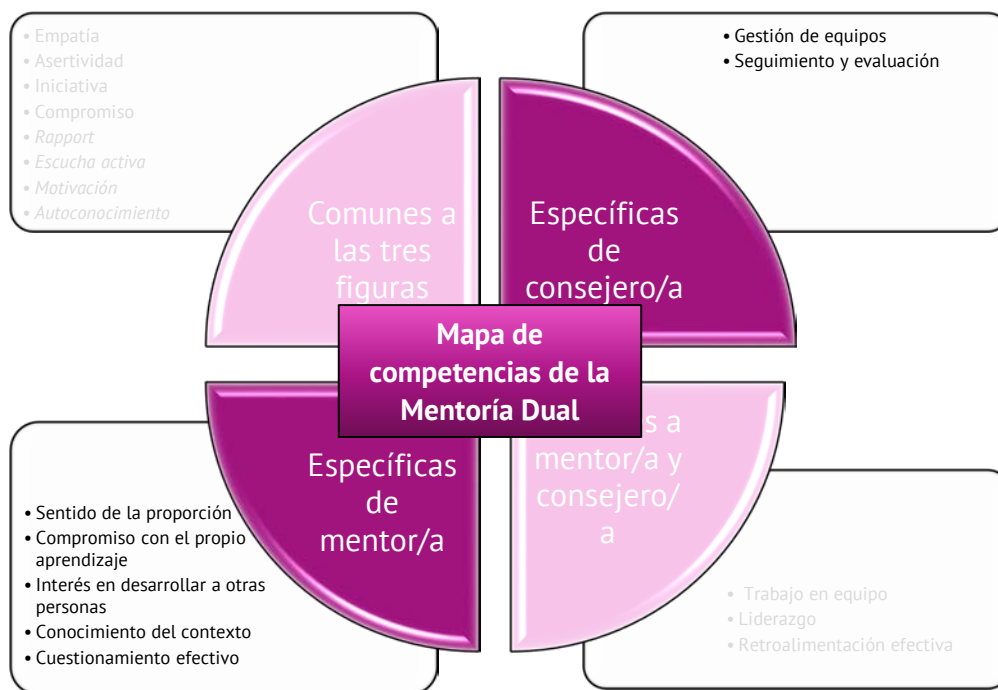 • Empatía
• Asertividad
• Iniciativa
• Compromiso
• Rapport
• Escucha activa
• Motivación
• Autoconocimiento
• Gestión de equipos
• Seguimiento y evaluación
Comunes a
las tres
figuras
Específicas
de
consejero/a
Mapa de
competencias de la
Mentoría Dual
Específicas
de
mentor/a
a
mentor/a y
consejero/
a
• Sentido de la proporción
• Compromiso con el propio
aprendizaje
• Interés en desarrollar a otras
personas
• Conocimiento del contexto
• Cuestionamiento efectivo
• Trabajo en equipo
• Liderazgo
• Retroalimentación efectiva